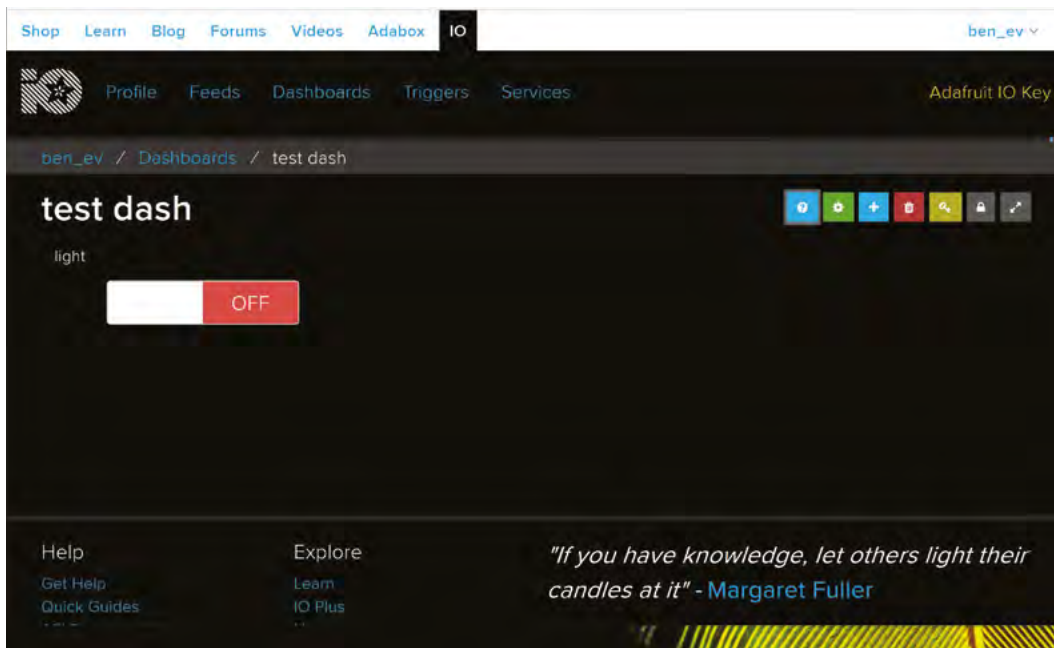 Shop Learn Blog Forums Videos Adabox IO ben_ev
Profile Feeds Dashboards Triggers Services Adafruit IO Key
ben_ev / Dashboards / test dash
test dash
light
OFF
Help
Get Help
Quick Guides
Explore
Learn
IO Plus
"If you have knowledge, let others light their
candles at it" - Margaret Fuller